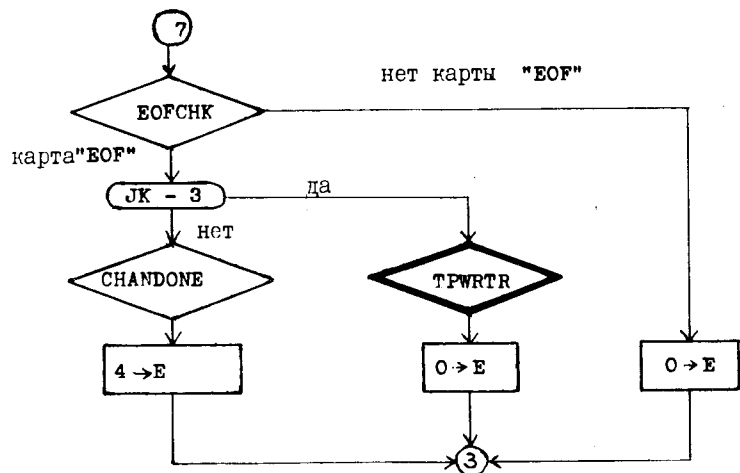 7
нет карты "EOF"
EOFCHK
карта"EOF"
JK - 3
да
нет
CHANDONE
TPWRTR
4 → E
0 → E
0 → E
3